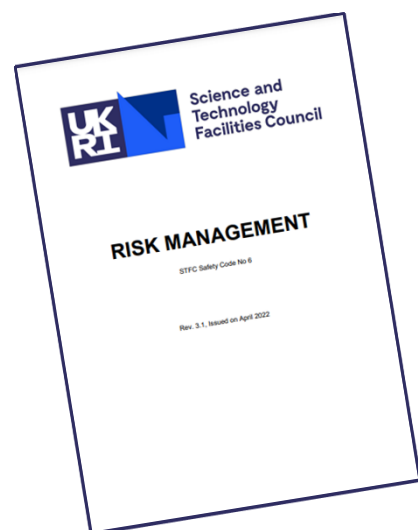 UK
RI
Science and
Technology
Facilities Council
RISK MANAGEMENT
STFC Safety Code No 6
Rev. 3.1, Issued on April 2022